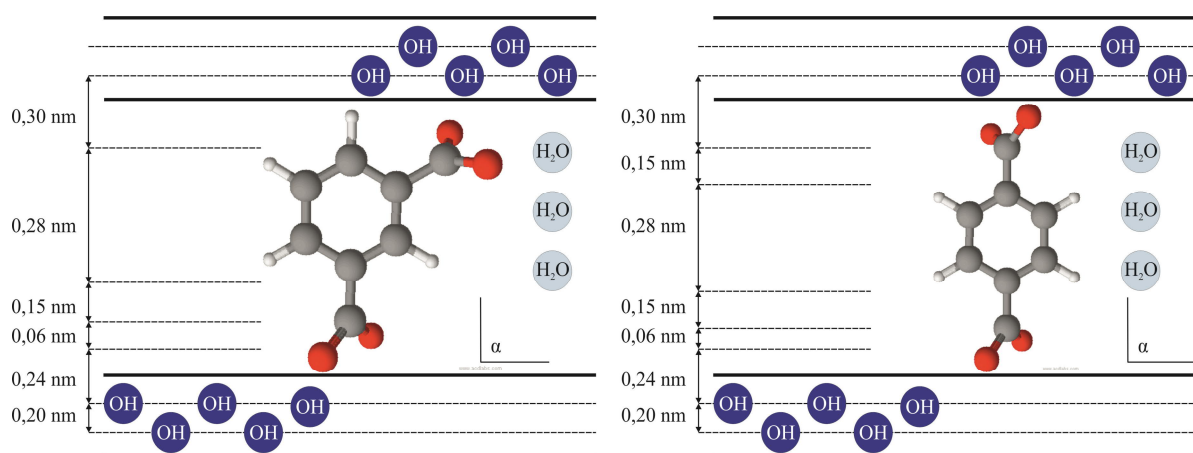 OH OH
OH OH OH
0,30 nm
H2O
0,28 nm
H2O
H2O
0,15 nm
0,06 nm
α
0,24 nm
OH OH OH
0,20 nm
OH OH
OH OH
OH OH OH
0,30 nm
H2O
0,15 nm
H2O
0,28 nm
H2O
0,15 nm
0,06 nm
α
0,24 nm
OH OH OH
0,20 nm
OH OH